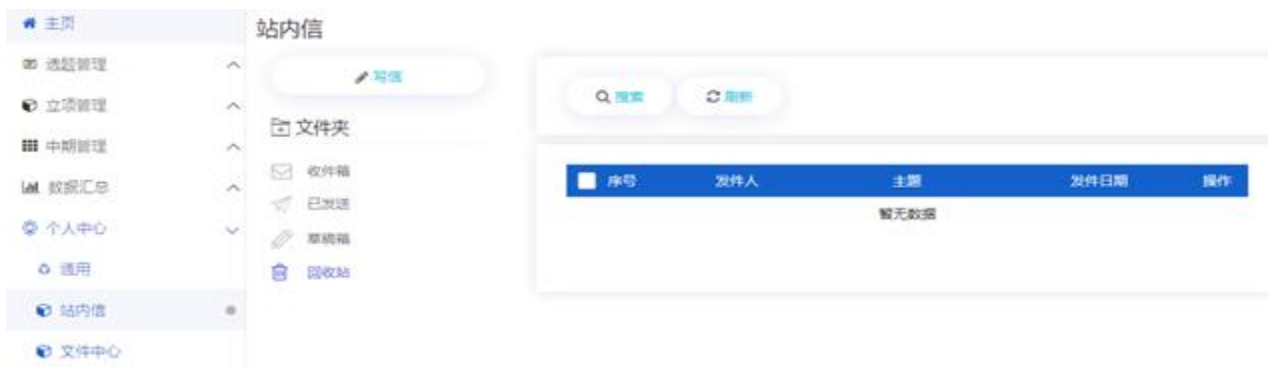 主页
选题管理
立项管理
中期管理
数据汇总
个人中心
通用
站内信
文件中心
站内信
写信
文件夹
收件箱
已发送
草稿箱
回收站
搜索 刷新
序号 发件人 主题 发件日期 操作
暂无数据